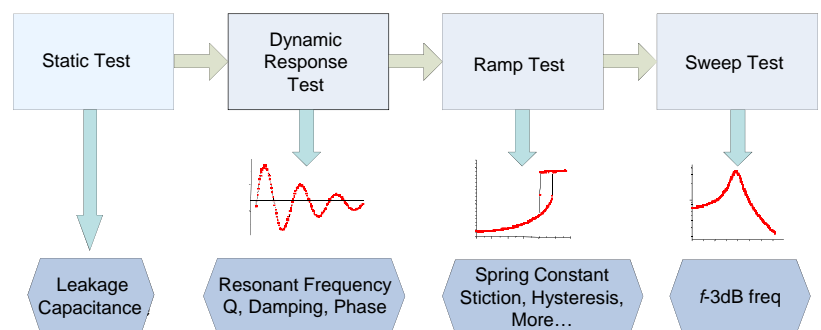 Static Test
Dynamic
Response
Test
Ramp Test
Sweep Test
Leakage
Capacitance.
Resonant Frequency
Q, Damping, Phase
Spring Constant
Stiction, Hysteresis,
More…
f-3dB freq